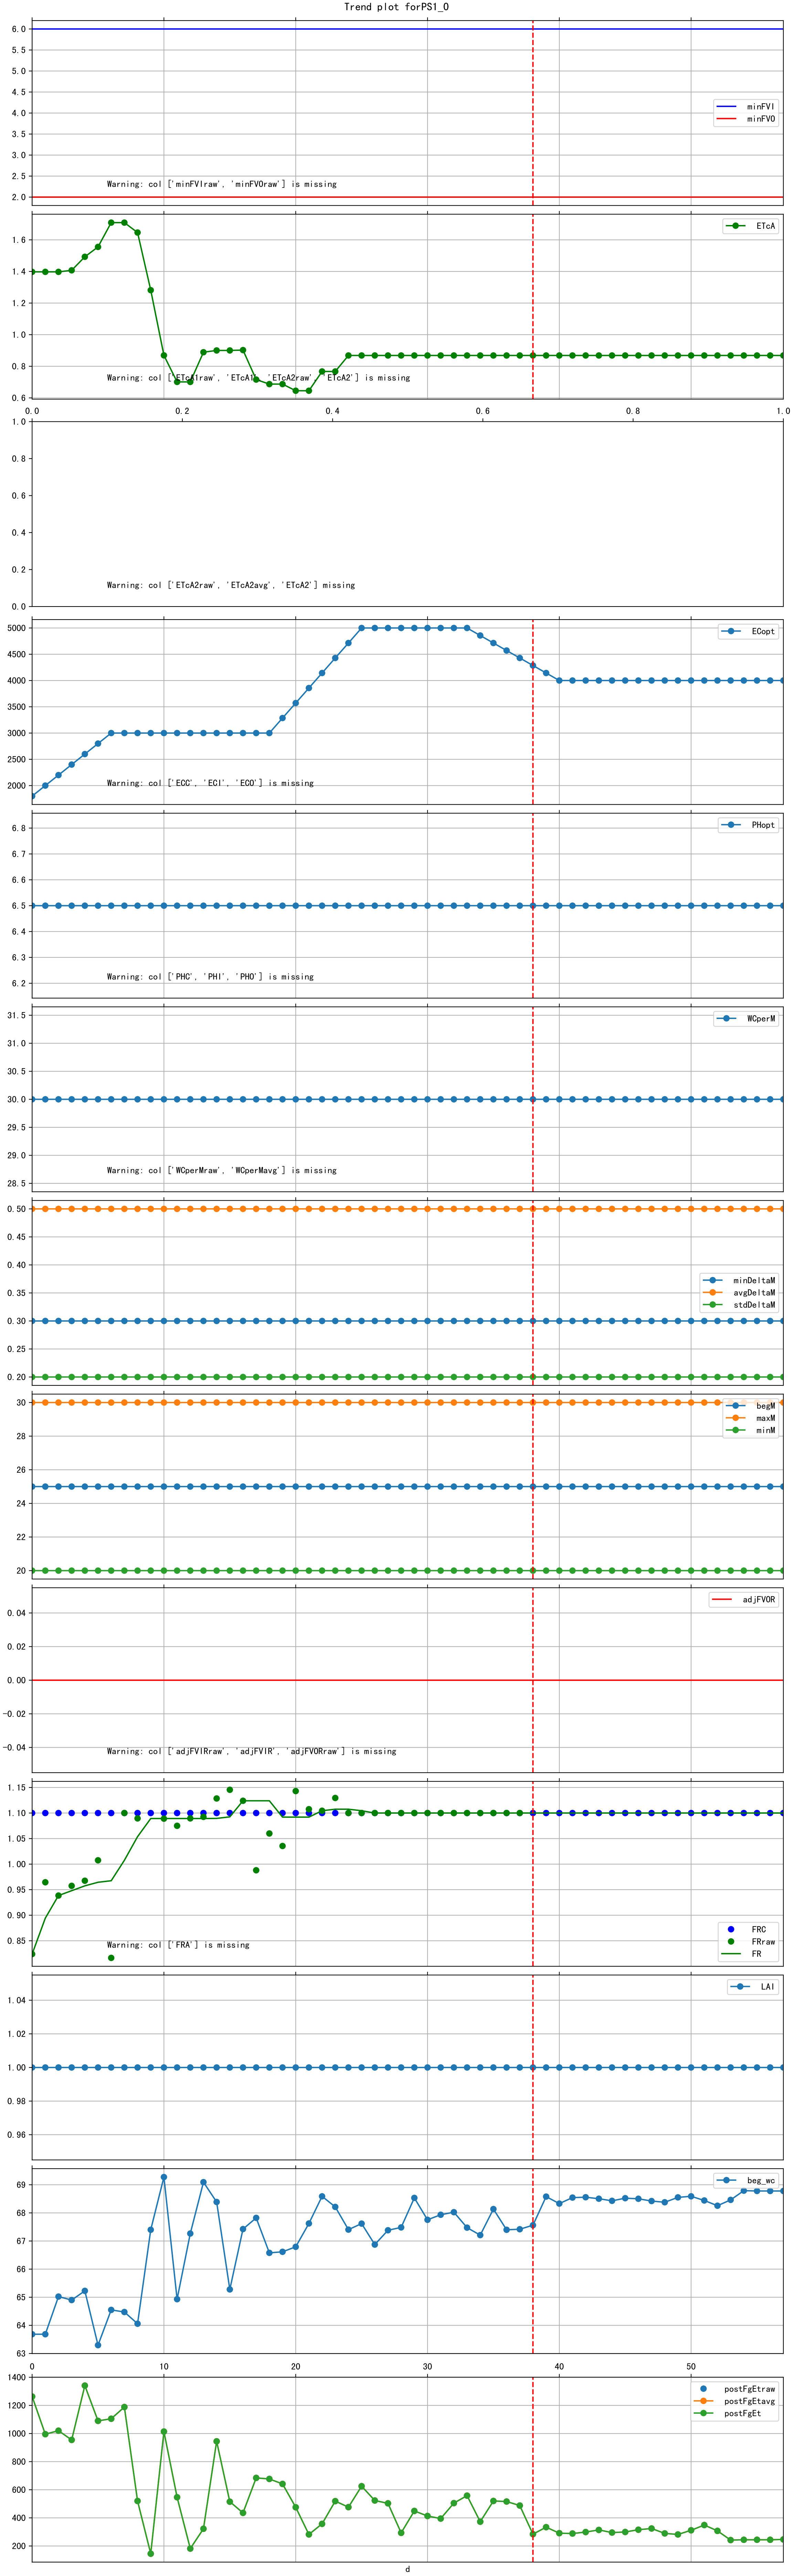 Trend plot forPS1_0
6.0
5.5
5.0
4.5
4.0
3.5
3.0
2.5
2.0
minFVI
minFVO
Warning: col ['minFVIraw', 'minFVOraw'] is missing
1.6
1.4
1.2
1.0
0.8
0.6
ETcA
Warning: col ['ETcA1raw', 'ETcA1', 'ETcA2raw', 'ETcA2'] is missing
0.0 0.2 0.4 0.6 0.8 1.0
1.0
0.8
0.6
0.4
0.2
0.0
Warning: col ['ETcA2raw', 'ETcA2avg', 'ETcA2'] missing
5000
4500
4000
3500
3000
2500
2000
ECopt
Warning: col ['ECC', 'ECI', 'ECO'] is missing
6.8
6.7
6.6
6.5
6.4
6.3
6.2
PHopt
Warning: col ['PHC', 'PHI', 'PHO'] is missing
31.5
31.0
30.5
30.0
29.5
29.0
28.5
WCperM
Warning: col ['WCperMraw', 'WCperMavg'] is missing
0.50
0.45
0.40
0.35
0.30
0.25
0.20
minDeltaM
avgDeltaM
stdDeltaM
30
28
26
24
22
20
begM
maxM
minM
0.04
0.02
0.00
-0.02
-0.04
adjFVOR
Warning: col ['adjFVIRraw', 'adjFVIR', 'adjFVORraw'] is missing
1.15
1.10
1.05
1.00
0.95
0.90
0.85
FRC
FRraw
FR
Warning: col ['FRA'] is missing
1.04
1.02
1.00
0.98
0.96
LAI
69
68
67
66
65
64
63
beg_wc
0 10 20 30 40 50
1400
1200
1000
800
600
400
200
postFgEtraw
postFgEtavg
postFgEt
d